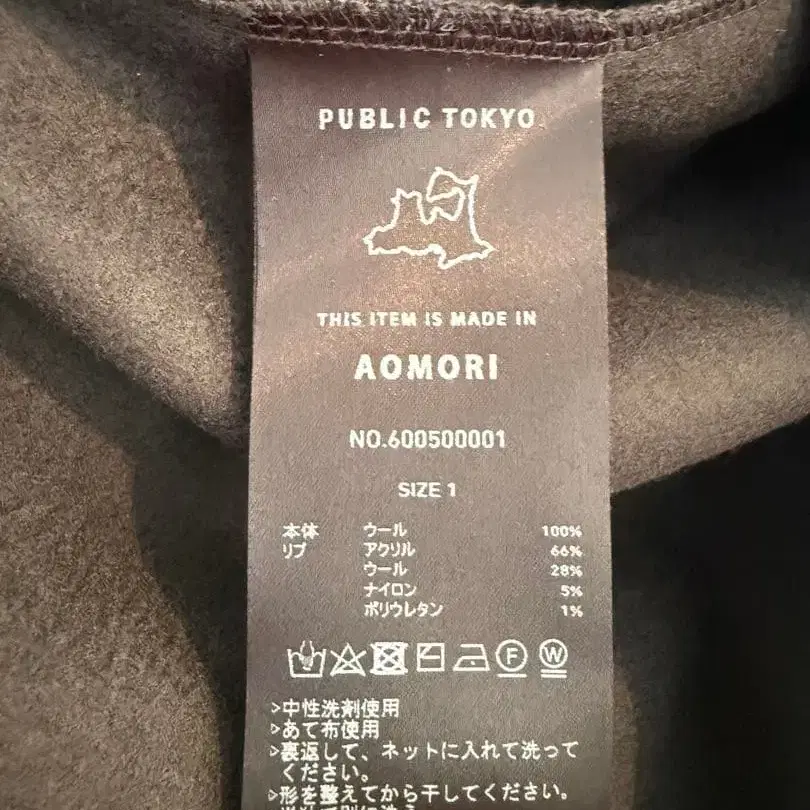 PUBLIC TOKYO
THIS ITEM IS MADE IN
AOMORI
NO.600500001
SIZE 1
本体 ウール 100%
リブ アクリル 66%
ウール 28%
ナイロン 5%
ポリウレタン 1%
F W
>中性洗剤使用
>あて布使用
>裏返して、ネットに入れて洗って
ください。
>形を整えてから干してください。